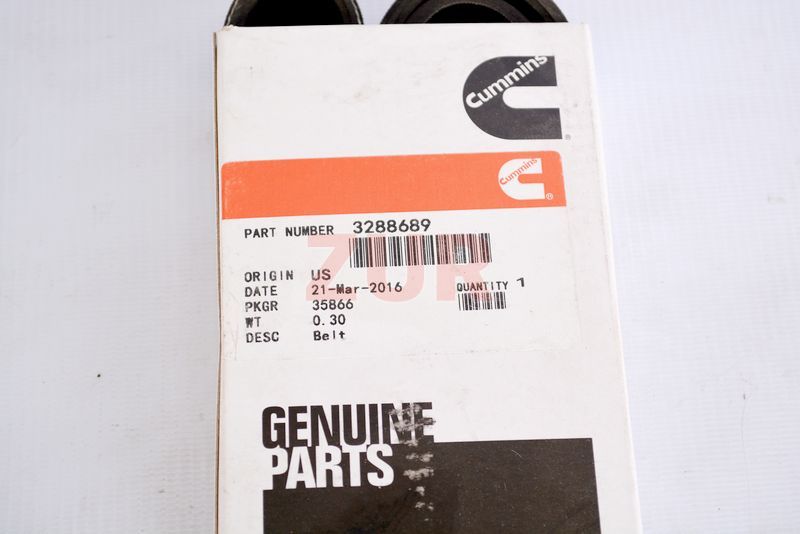 Cummins
Cummins
®
PART NUMBER 3288689
ZUR
ORIGIN US
DATE 21-Mar-2016 QUANTITY 1
PKGR 35866
WT 0.30
DESC Belt
GENUINE
PARTS